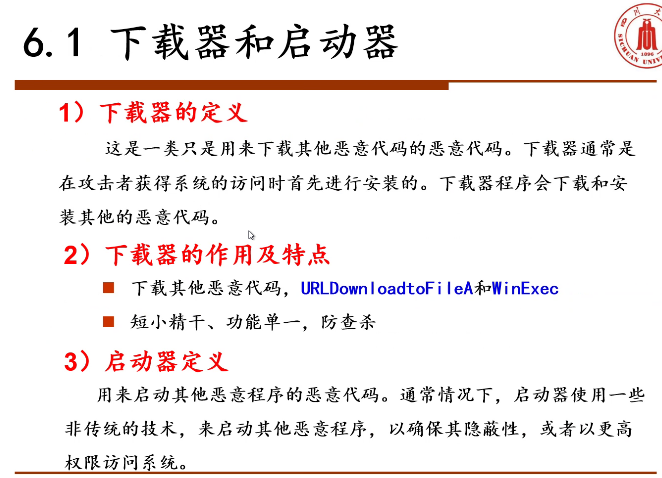 6.1 下载器和启动器
1896
SICHUAN UNIV
1）下载器的定义
这是一类只是用来下载其他恶意代码的恶意代码。下载器通常是
在攻击者获得系统的访问时首先进行安装的。下载器程序会下载和安
装其他的恶意代码。
2）下载器的作用及特点
下载其他恶意代码，URLDownloadtoFileA和WinExec
短小精干、功能单一，防查杀
3）启动器定义
用来启动其他恶意程序的恶意代码。通常情况下，启动器使用一些
非传统的技术，来启动其他恶意程序，以确保其隐蔽性，或者以更高
权限访问系统。